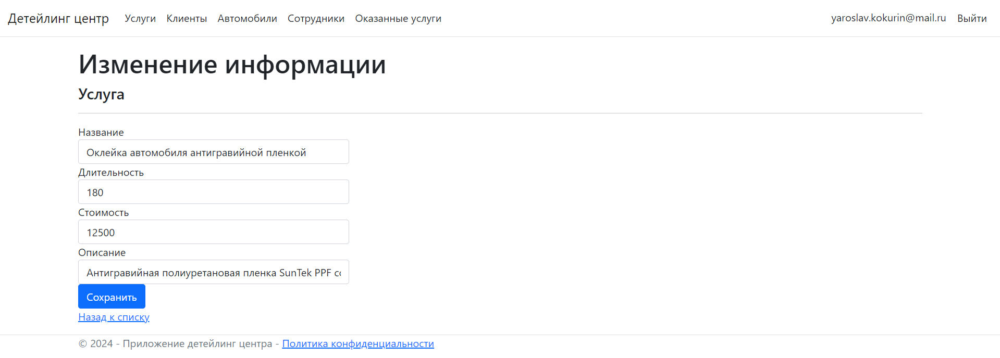 Детейлинг центр Услуги Клиенты Автомобили Сотрудники Оказанные услуги yaroslav.kokurin@mail.ru Выйти
Изменение информации
Услуга
Название
Оклейка автомобиля антигравийной пленкой
Длительность
180
Стоимость
12500
Описание
Антигравийная полиуретановая пленка SunTek PPF
Сохранить
Назад к списку
© 2024 - Приложение детейлинг центра - Политика конфиденциальности